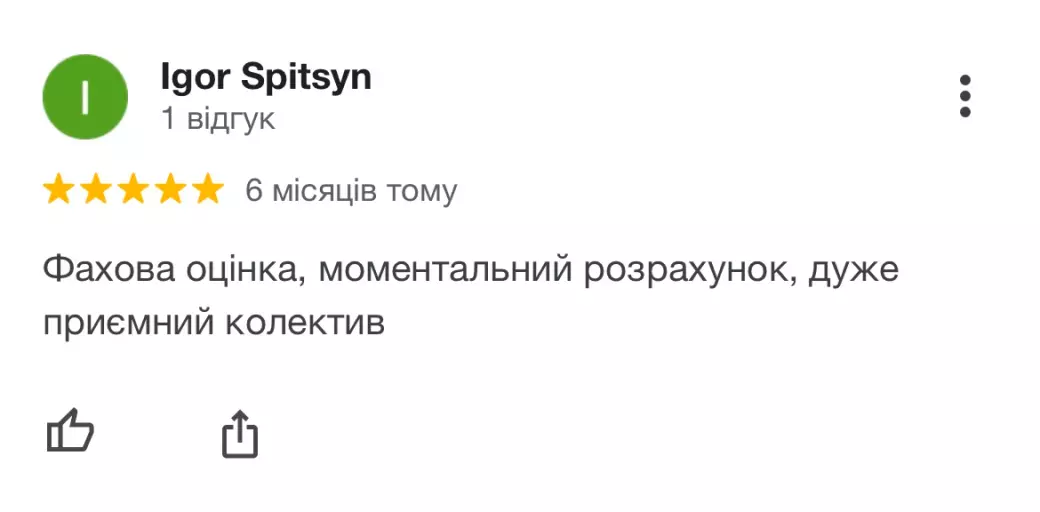 I
Igor Spitsyn
1 відгук
6 місяців тому
Фахова оцінка, моментальний розрахунок, дуже
приємний колектив